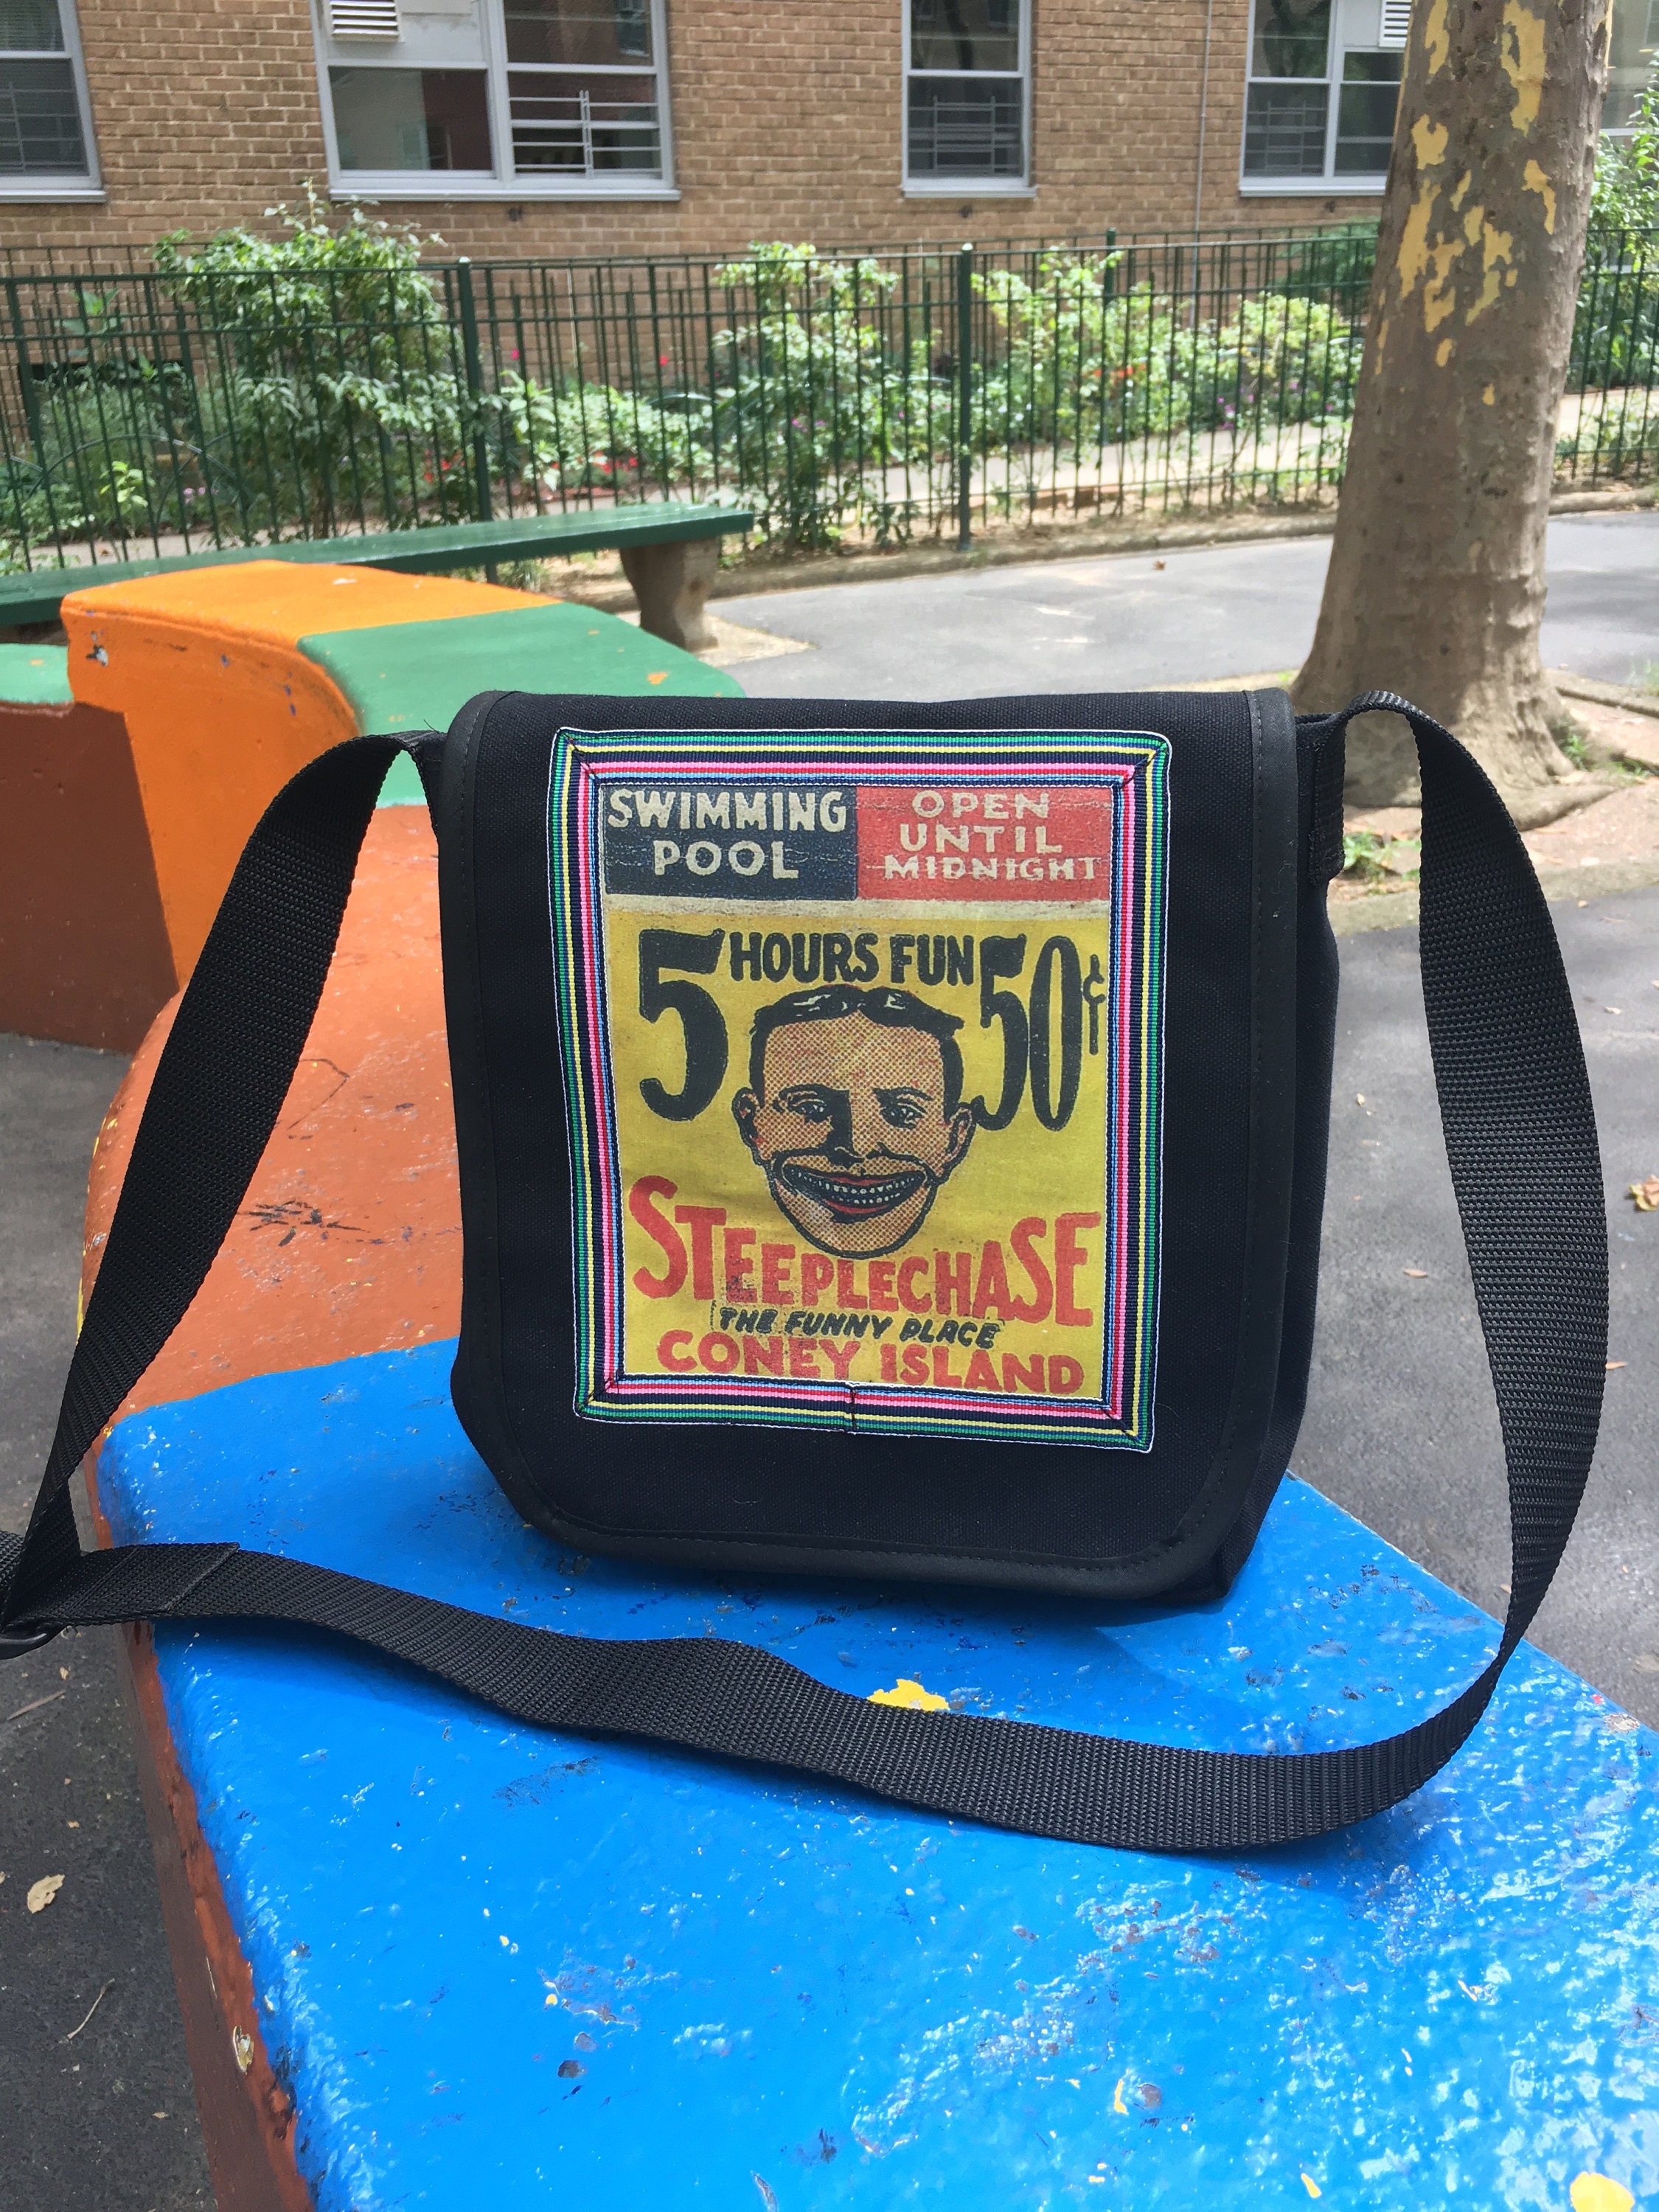 SWIMMING
POOL
OPEN
UNTIL
MIDNIGHT
5 HOURS FUN 50¢
STEEPLECHASE
THE FUNNY PLACE
CONEY ISLAND